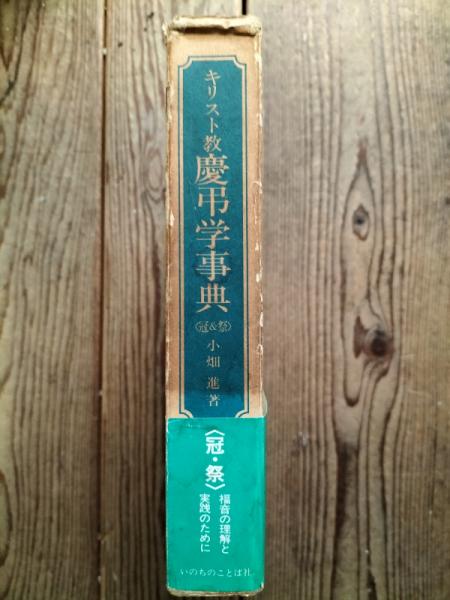 キリスト教
慶弔学事典
〈冠&祭〉
小畑 進著
〈冠・祭〉
福音の理解と
実践のために
いのちのことば社